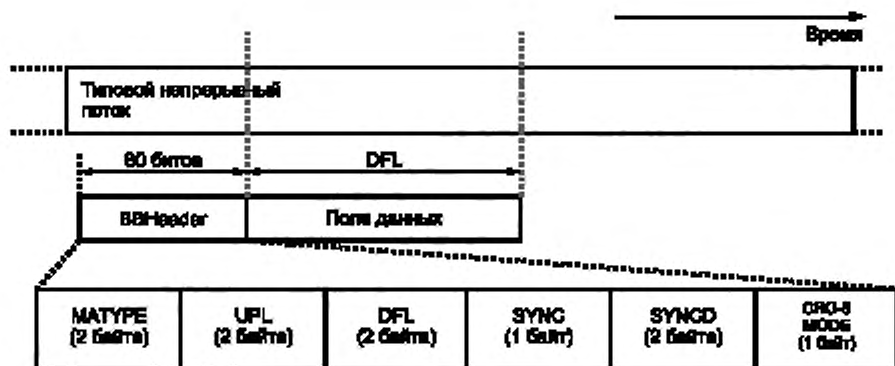 Время
Типовой непрерывный
поток
80 битов
DFL
BBHeader
Поле данных
MATYPE
(2 байта)
UPL
(2 байта)
DFL
(2 байта)
SYNC
(1 байт)
SYNCD
(2 байта)
CRC-8
MODE
(1 байт)